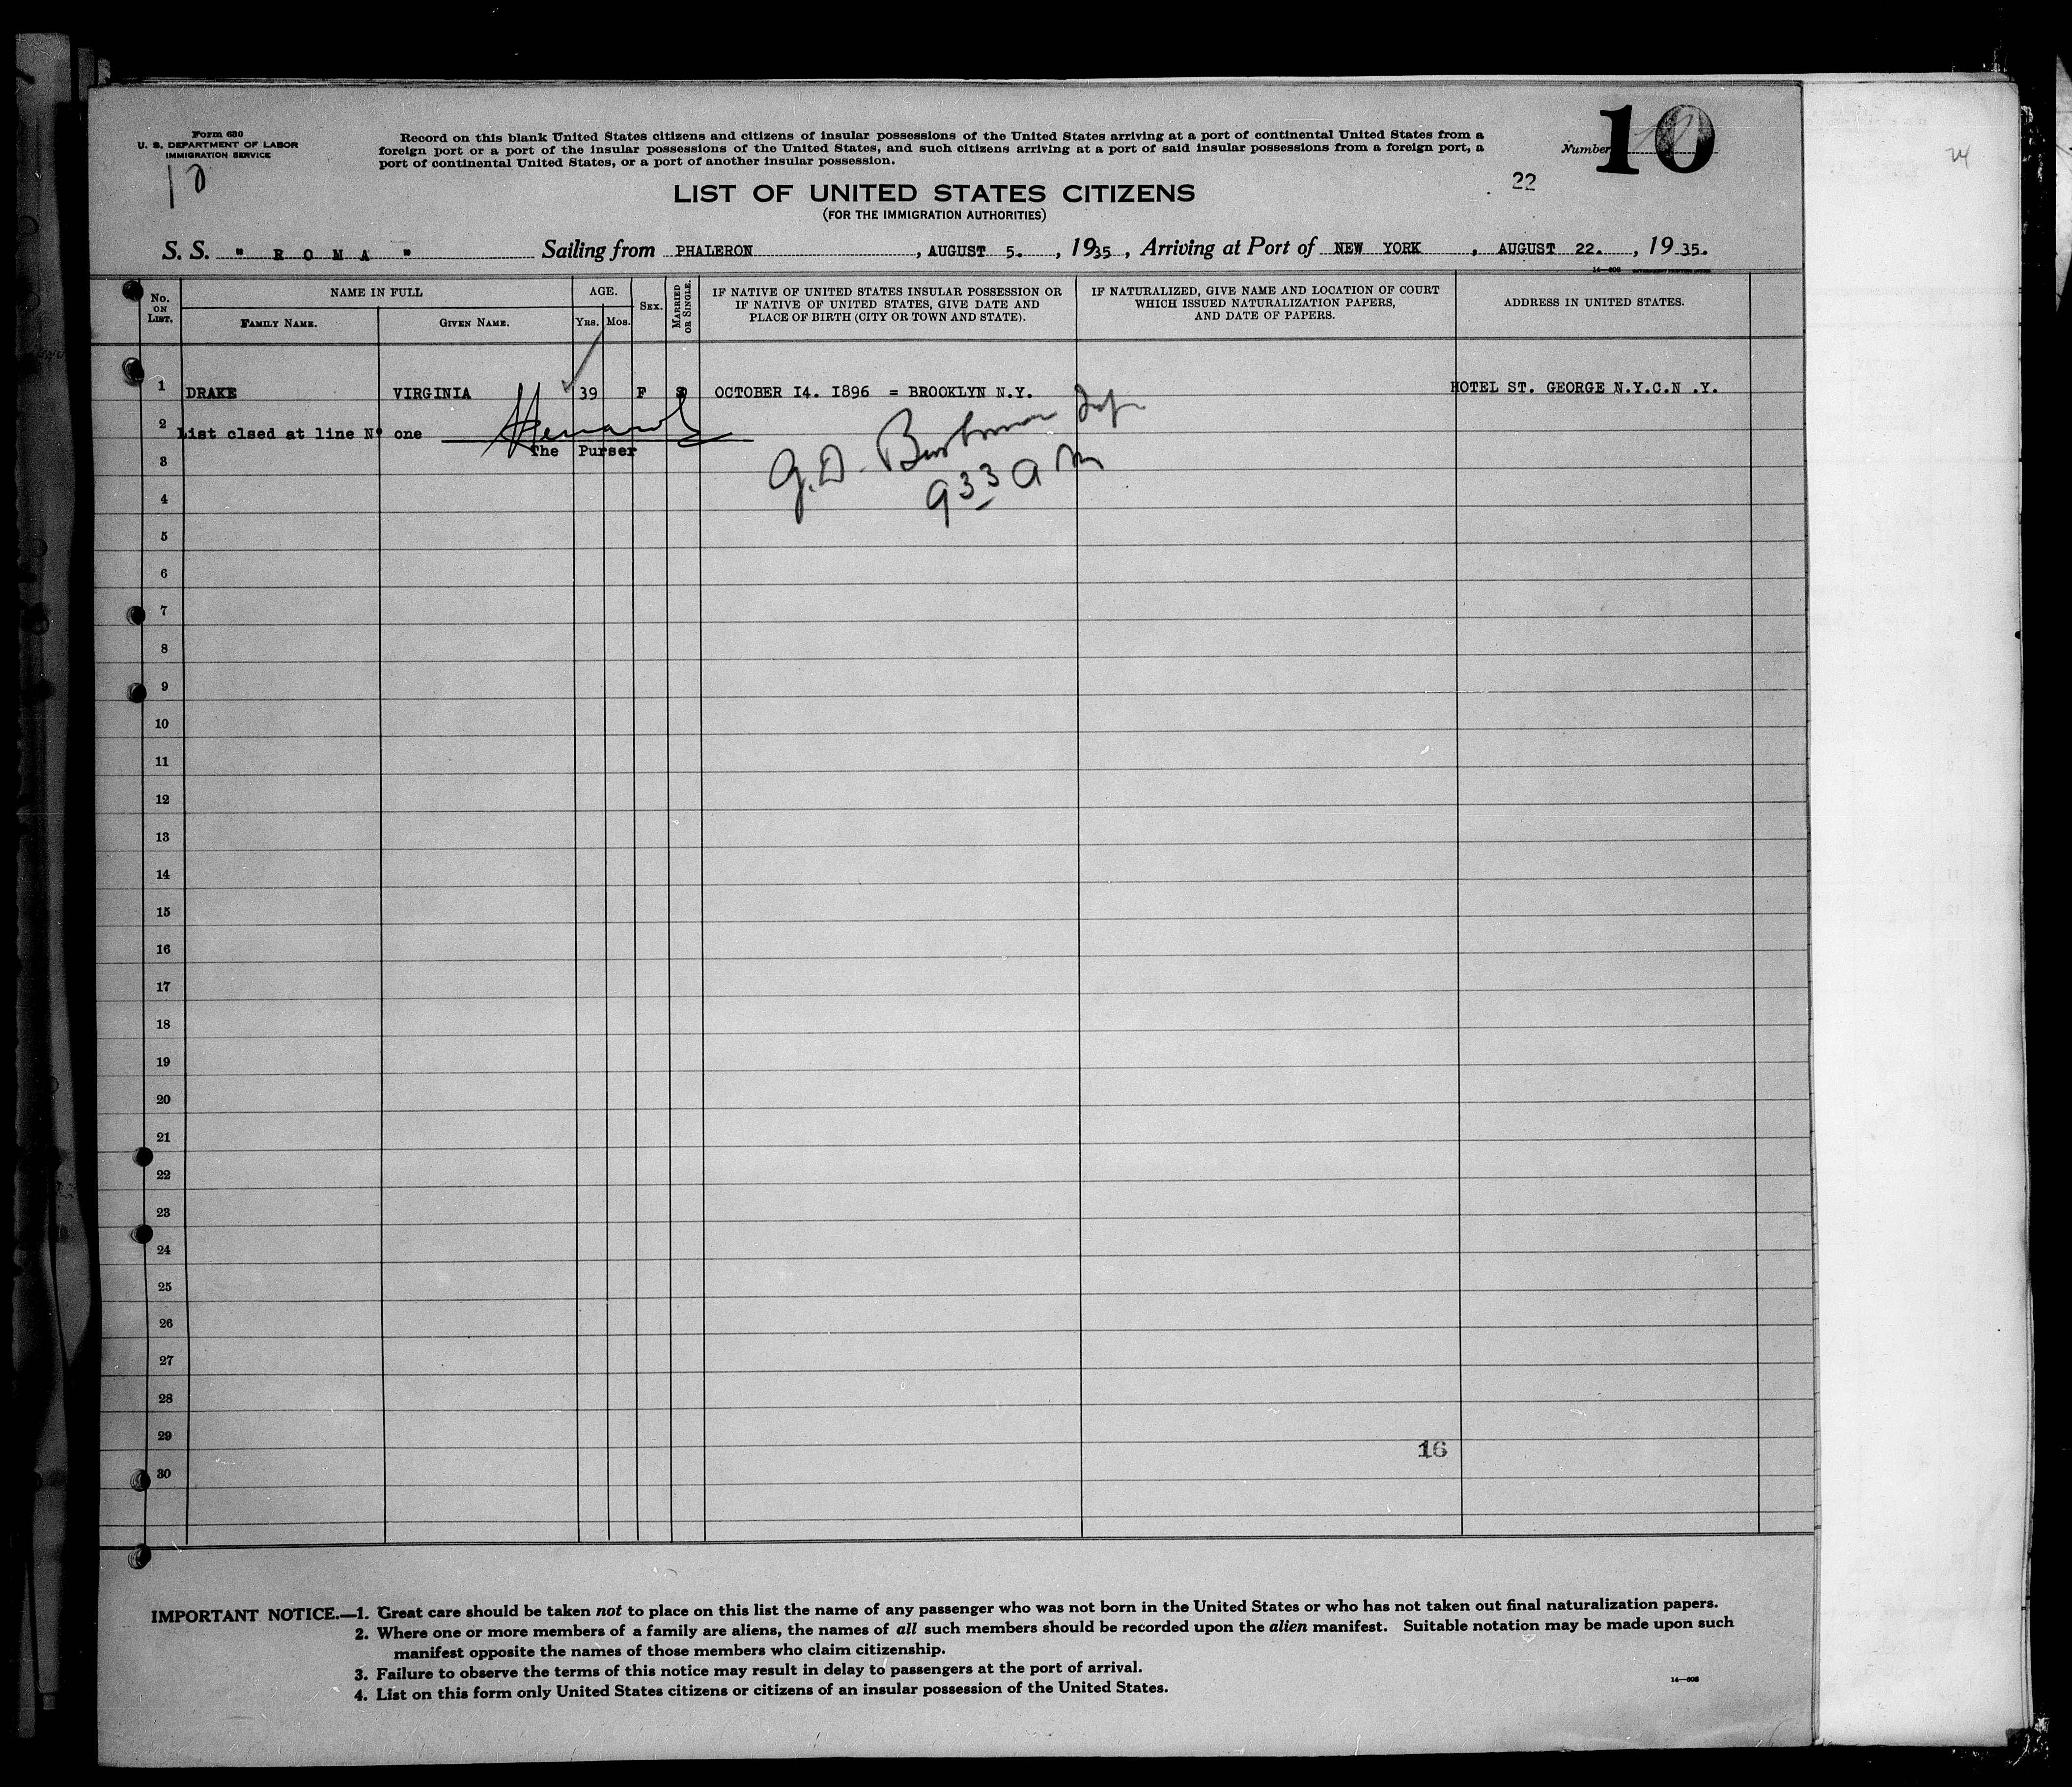 Form 630
U. S. DEPARTMENT OF LABOR
IMMIGRATION SERVICE
10
Record on this blank United States citizens and citizens of insular possessions of the United States arriving at a port of continental United States from a
foreign port or a port of the insular possessions of the United States, and such citizens arriving at a port of said insular possessions from a foreign port, a
port of continental United States, or a port of another insular possession.
Number 10
22
24
LIST OF UNITED STATES CITIZENS
(FOR THE IMMIGRATION AUTHORITIES)
S. S. " R O M A " Sailing from PHALERON, AUGUST 5., 1935, Arriving at Port of NEW YORK, AUGUST 22., 1935.
No. ON LIST.
NAME IN FULL
FAMILY NAME.
GIVEN NAME.
AGE.
YRS.
MOS.
SEX.
MARRIED OR SINGLE.
IF NATIVE OF UNITED STATES INSULAR POSSESSION OR
IF NATIVE OF UNITED STATES, GIVE DATE AND
PLACE OF BIRTH (CITY OR TOWN AND STATE).
IF NATURALIZED, GIVE NAME AND LOCATION OF COURT
WHICH ISSUED NATURALIZATION PAPERS,
AND DATE OF PAPERS.
ADDRESS IN UNITED STATES.
1 DRAKE VIRGINIA 39 F S OCTOBER I4. I896 = BROOKLYN N.Y. HOTEL ST. GEORGE N.Y.C.N .Y.
2 List clsed at line Nº one
The Purser
G.D.
933 AM
3
4
5
6
7
8
9
10
11
12
13
14
15
16
17
18
19
20
21
22
23
24
25
26
27
28
29
16
30
IMPORTANT NOTICE.—1. Great care should be taken not to place on this list the name of any passenger who was not born in the United States or who has not taken out final naturalization papers.
2. Where one or more members of a family are aliens, the names of all such members should be recorded upon the alien manifest. Suitable notation may be made upon such
manifest opposite the names of those members who claim citizenship.
3. Failure to observe the terms of this notice may result in delay to passengers at the port of arrival.
4. List on this form only United States citizens or citizens of an insular possession of the United States.
14—608